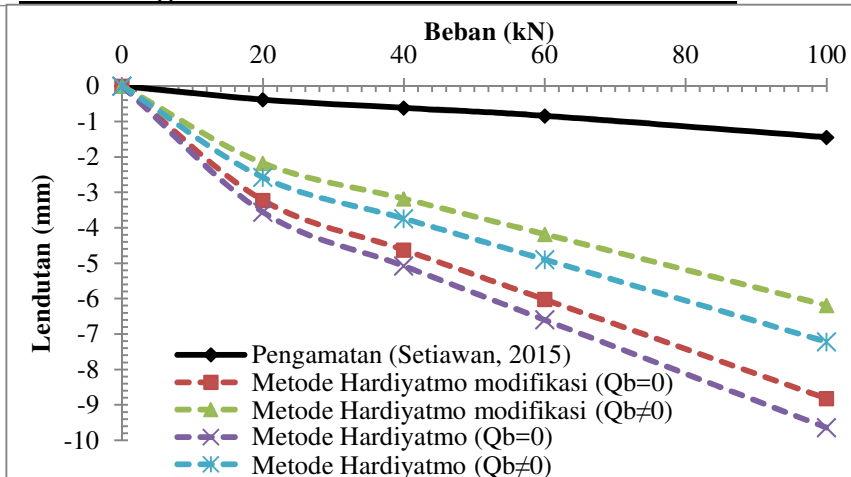 Beban (kN)
0 20 40 60 80 100
0
-1
-2
-3
-4
-5
-6
-7
-8
-9
-10
Lendutan (mm)
Pengamatan (Setiawan, 2015)
Metode Hardiyatmo modifikasi (Qb=0)
Metode Hardiyatmo modifikasi (Qb≠0)
Metode Hardiyatmo (Qb=0)
Metode Hardiyatmo (Qb≠0)